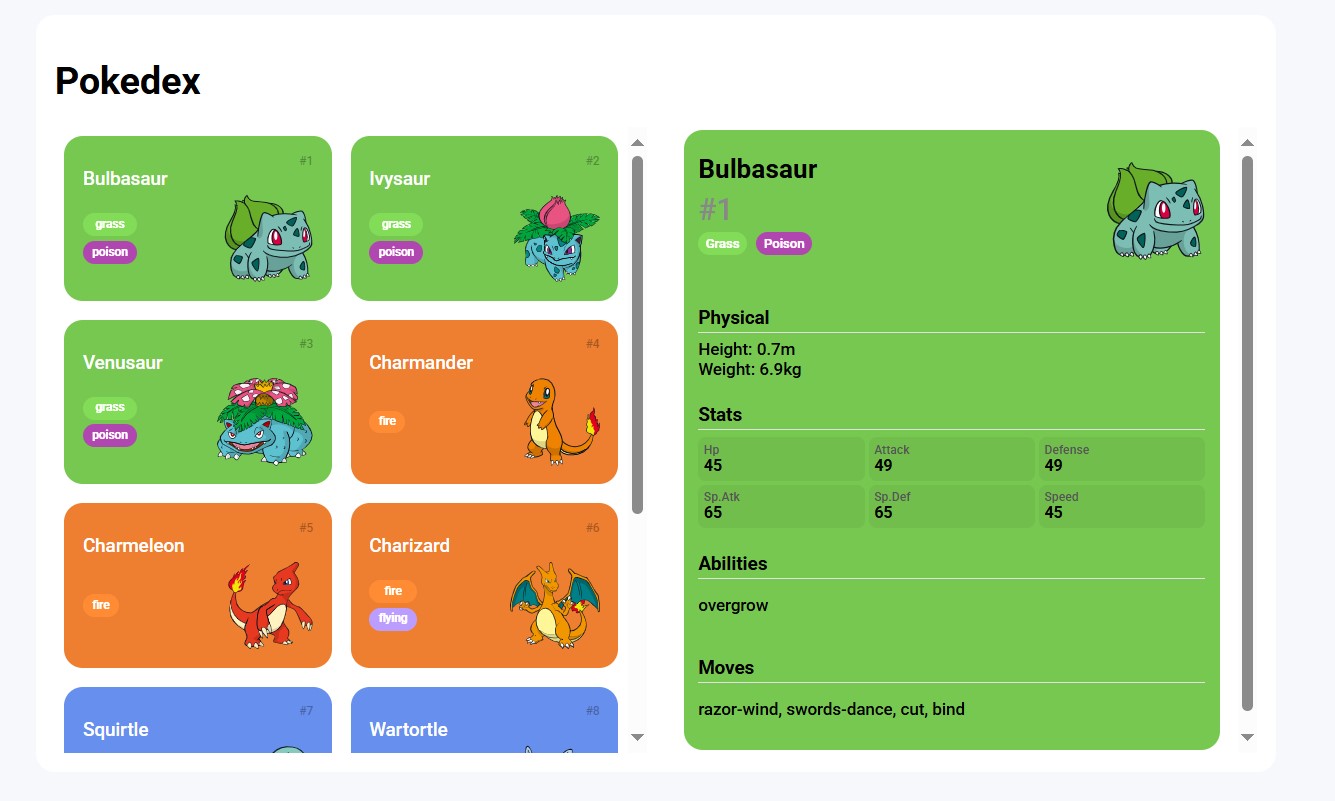 Pokedex
#1
Bulbasaur
grass
poison
#2
Ivysaur
grass
poison
#3
Venusaur
grass
poison
#4
Charmander
fire
#5
Charmeleon
fire
#6
Charizard
fire
flying
#7
Squirtle
#8
Wartortle
Bulbasaur
#1
Grass Poison
Physical
Height: 0.7m
Weight: 6.9kg
Stats
Hp Attack Defense
45 49 49
Sp.Atk Sp.Def Speed
65 65 45
Abilities
overgrow
Moves
razor-wind, swords-dance, cut, bind